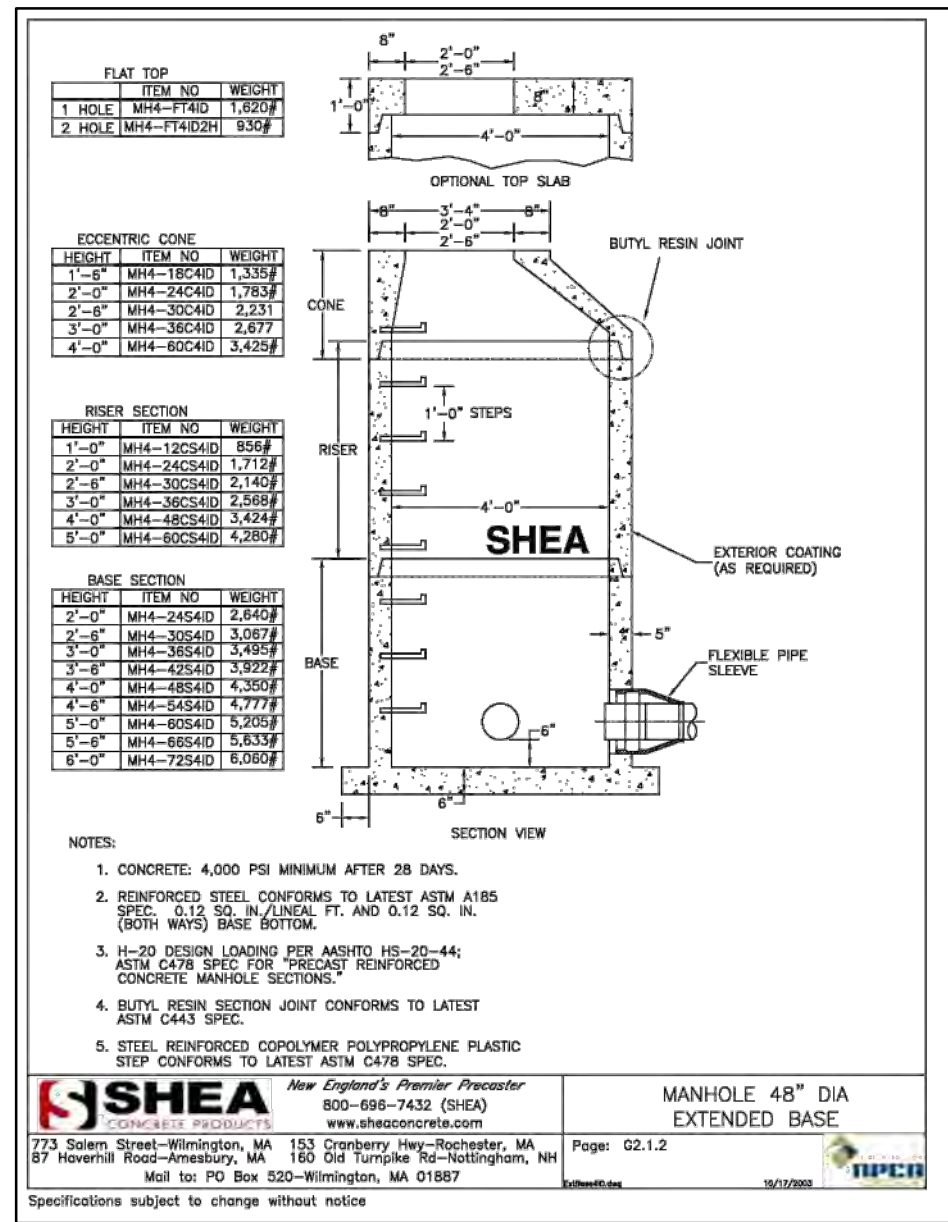 FLAT TOP
ITEM NO WEIGHT
1 HOLE MH4-FT4ID 1,620#
2 HOLE MH4-FT4ID2H 930#
8"
2'-0"
2'-6"
1'-0"
8"
4'-0"
OPTIONAL TOP SLAB
ECCENTRIC CONE
HEIGHT ITEM NO WEIGHT
1'-6" MH4-18C4ID 1,335#
2'-0" MH4-24C4ID 1,783#
2'-6" MH4-30C4ID 2,231
3'-0" MH4-36C4ID 2,677
4'-0" MH4-60C4ID 3,425#
RISER SECTION
HEIGHT ITEM NO WEIGHT
1'-0" MH4-12CS4ID 856#
2'-0" MH4-24CS4ID 1,712#
2'-6" MH4-30CS4ID 2,140#
3'-0" MH4-36CS4ID 2,568#
4'-0" MH4-48CS4ID 3,424#
5'-0" MH4-60CS4ID 4,280#
BASE SECTION
HEIGHT ITEM NO WEIGHT
2'-0" MH4-24S4ID 2,640#
2'-6" MH4-30S4ID 3,067#
3'-0" MH4-36S4ID 3,495#
3'-6" MH4-42S4ID 3,922#
4'-0" MH4-48S4ID 4,350#
4'-6" MH4-54S4ID 4,777#
5'-0" MH4-60S4ID 5,205#
5'-6" MH4-66S4ID 5,633#
6'-0" MH4-72S4ID 6,060#
8" 3'-4" 8"
2'-0"
2'-6"
BUTYL RESIN JOINT
CONE
1'-0" STEPS
RISER
4'-0"
SHEA
EXTERIOR COATING
(AS REQUIRED)
5"
BASE
FLEXIBLE PIPE
SLEEVE
6"
6"
6"
SECTION VIEW
NOTES:
1. CONCRETE: 4,000 PSI MINIMUM AFTER 28 DAYS.
2. REINFORCED STEEL CONFORMS TO LATEST ASTM A185
SPEC. 0.12 SQ. IN./LINEAL FT. AND 0.12 SQ. IN.
(BOTH WAYS) BASE BOTTOM.
3. H-20 DESIGN LOADING PER AASHTO HS-20-44;
ASTM C478 SPEC FOR "PRECAST REINFORCED
CONCRETE MANHOLE SECTIONS."
4. BUTYL RESIN SECTION JOINT CONFORMS TO LATEST
ASTM C443 SPEC.
5. STEEL REINFORCED COPOLYMER POLYPROPYLENE PLASTIC
STEP CONFORMS TO LATEST ASTM C478 SPEC.
SHEA
CONCRETE PRODUCTS
New England's Premier Precaster
800-696-7432 (SHEA)
www.sheaconcrete.com
773 Salem Street-Wilmington, MA 153 Cranberry Hwy-Rochester, MA
87 Haverhill Road-Amesbury, MA 160 Old Turnpike Rd-Nottingham, NH
Mail to: PO Box 520-Wilmington, MA 01887
MANHOLE 48" DIA
EXTENDED BASE
Page: G2.1.2
ExtBase4ID.dwg
10/17/2003
NPCA
Specifications subject to change without notice